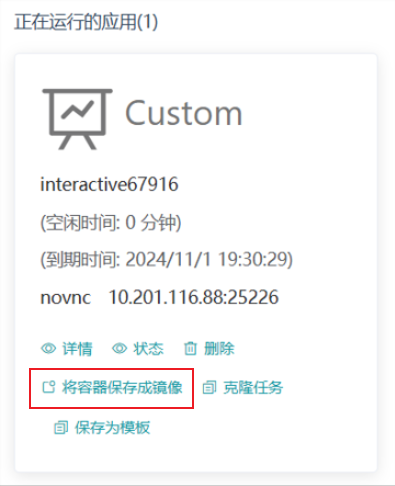 正在运行的应用(1)
Custom
interactive67916
(空闲时间: 0 分钟)
(到期时间: 2024/11/1 19:30:29)
novnc 10.201.116.88:25226
详情 状态 删除
将容器保存成镜像 克隆任务
保存为模板